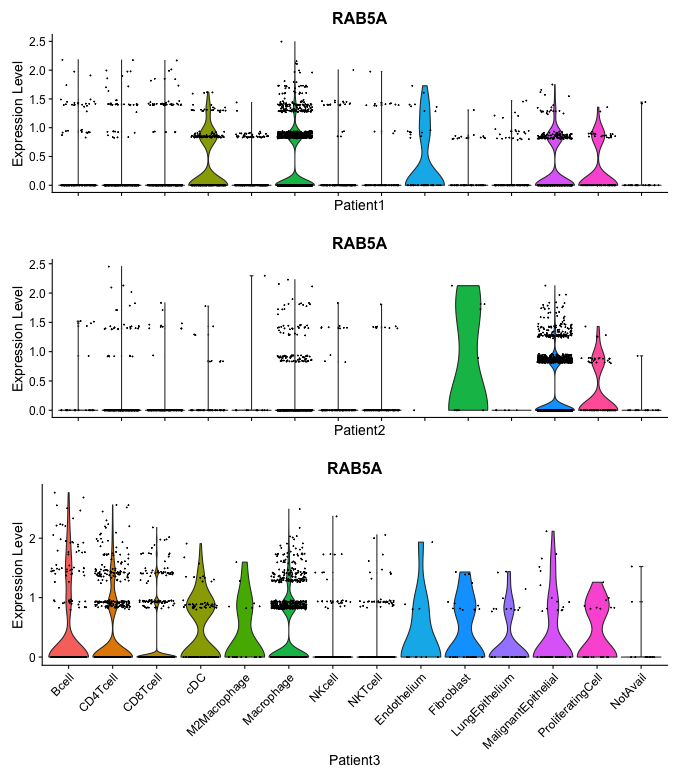 RAB5A
Expression Level
2.5
2.0
1.5
1.0
0.5
0.0
Patient1
RAB5A
Expression Level
2.5
2.0
1.5
1.0
0.5
0.0
Patient2
RAB5A
Expression Level
2
1
0
Bcell
CD4Tcell
CD8Tcell
cDC
M2Macrophage
Macrophage
NKcell
NKTcell
Endothelium
Fibroblast
LungEpithelium
MalignantEpithelial
ProliferatingCell
NotAvail
Patient3